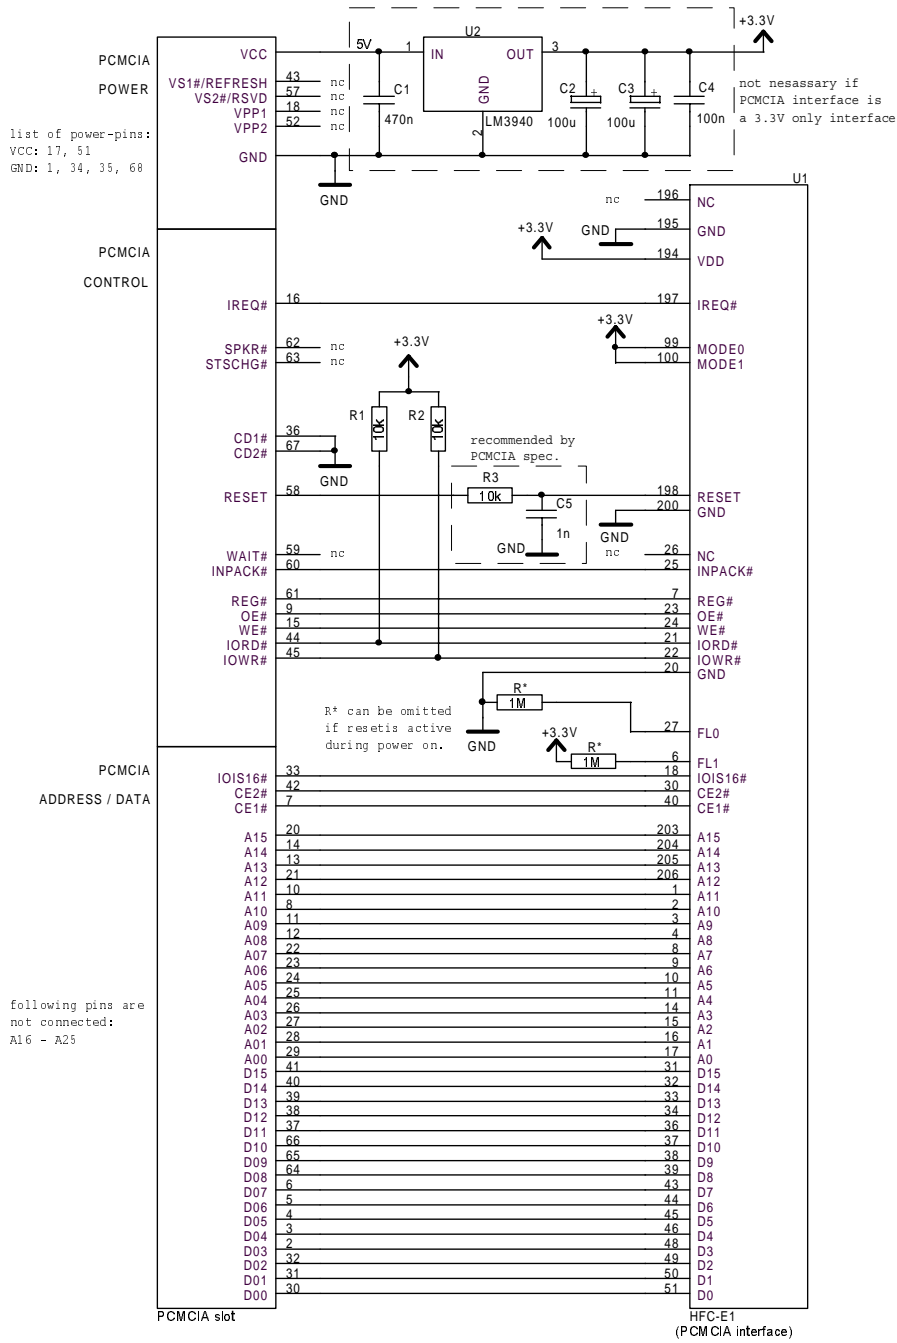 +3.3V
U2
PCMCIA
POWER
VCC
5V
1
IN
OUT
3
VS1#/REFRESH 43 nc
VS2#/RSVD 57 nc
VPP1 18 nc
VPP2 52 nc
C1
470n
GND
LM3940
2
C2
+
100u
C3
+
100u
C4
100n
not nesassary if
PCMCIA interface is
a 3.3V only interface
list of power-pins:
VCC: 17, 51
GND: 1, 34, 35, 68
GND
GND
U1
nc 196 NC
GND 195 GND
+3.3V 194 VDD
PCMCIA
CONTROL
IREQ# 16 197 IREQ#
+3.3V
SPKR# 62 nc
STSCHG# 63 nc
99 MODE0
100 MODE1
+3.3V
R1 10k
R2 10k
CD1# 36
CD2# 67
GND
recommended by
PCMCIA spec.
R3
10k
C5
1n
GND
RESET 58 198 RESET
200 GND
GND
WAIT# 59 nc nc 26 NC
INPACK# 60 25 INPACK#
REG# 61 7 REG#
OE# 9 23 OE#
WE# 15 24 WE#
IORD# 44 21 IORD#
IOWR# 45 22 IOWR#
20 GND
R* can be omitted
if resetis active
during power on.
R*
1M
GND
27 FL0
+3.3V
R*
1M
6 FL1
PCMCIA
ADDRESS / DATA
IOIS16# 33 18 IOIS16#
CE2# 42 30 CE2#
CE1# 7 40 CE1#
A15 20 203 A15
A14 14 204 A14
A13 13 205 A13
A12 21 206 A12
A11 10 1 A11
A10 8 2 A10
A09 11 3 A9
A08 12 4 A8
A07 22 8 A7
A06 23 9 A6
A05 24 10 A5
A04 25 11 A4
A03 26 14 A3
A02 27 15 A2
A01 28 16 A1
A00 29 17 A0
following pins are
not connected:
A16 - A25
D15 41 31 D15
D14 40 32 D14
D13 39 33 D13
D12 38 34 D12
D11 37 36 D11
D10 66 37 D10
D09 65 38 D9
D08 64 39 D8
D07 6 43 D7
D06 5 44 D6
D05 4 45 D5
D04 3 46 D4
D03 2 48 D3
D02 32 49 D2
D01 31 50 D1
D00 30 51 D0
PCMCIA slot
HFC-E1
(PCMCIA interface)